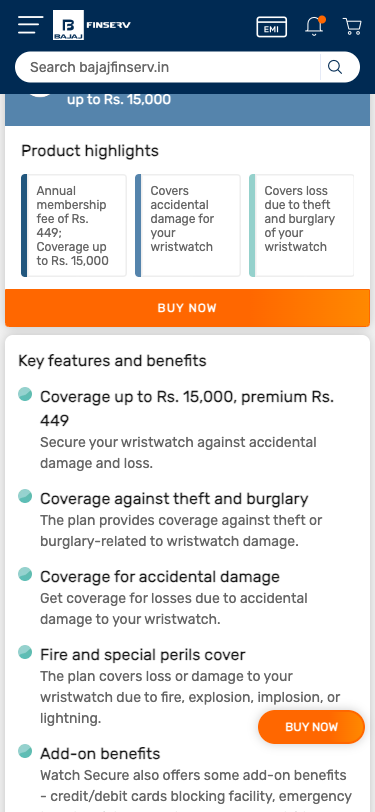 BAJAJ
FINSERV
EMI
Search bajajfinserv.in
up to Rs. 15,000
Product highlights
Annual
membership
fee of Rs.
449;
Coverage up
to Rs. 15,000
Covers
accidental
damage for
your
wristwatch
Covers loss
due to theft
and burglary
of your
wristwatch
BUY NOW
Key features and benefits
Coverage up to Rs. 15,000, premium Rs.
449
Secure your wristwatch against accidental
damage and loss.
Coverage against theft and burglary
The plan provides coverage against theft or
burglary-related to wristwatch damage.
Coverage for accidental damage
Get coverage for losses due to accidental
damage to your wristwatch.
Fire and special perils cover
The plan covers loss or damage to your
wristwatch due to fire, explosion, implosion, or
lightning.
BUY NOW
Add-on benefits
Watch Secure also offers some add-on benefits
- credit/debit cards blocking facility, emergency